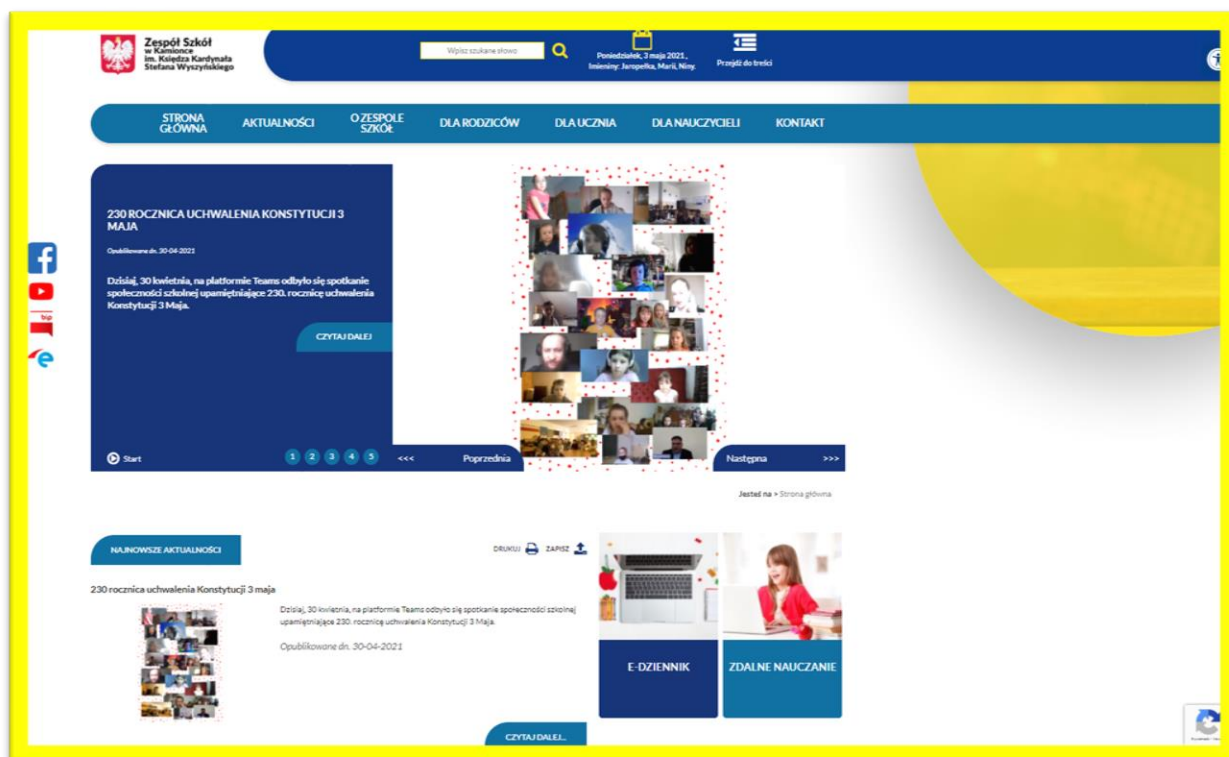 Zespół Szkół
w Kamionce
im. Księdza Kardynała
Stefana Wyszyńskiego
Wpisz szukane słowo
Poniedziałek, 3 maja 2021 ,
Imieniny: Jaropełka, Marii, Niny.
Przejdź do treści
STRONA
GŁÓWNA
AKTUALNOŚCI
O ZESPOLE
SZKÓŁ
DLA RODZICÓW
DLA UCZNIA
DLA NAUCZYCIELI
KONTAKT
230 ROCZNICA UCHWALENIA KONSTYTUCJI 3
MAJA
Opublikowane dn. 30-04-2021
Dzisiaj, 30 kwietnia, na platformie Teams odbyło się spotkanie
społeczności szkolnej upamiętniające 230. rocznicę uchwalenia
Konstytucji 3 Maja.
CZYTAJ DALEJ
bip
Start
1 2 3 4 5
<<< Poprzednia
Następna >>>
Jesteś na > Strona główna
NAJNOWSZE AKTUALNOŚCI
DRUKUJ
ZAPISZ
230 rocznica uchwalenia Konstytucji 3 maja
Dzisiaj, 30 kwietnia, na platformie Teams odbyło się spotkanie społeczności szkolnej
upamiętniające 230. rocznicę uchwalenia Konstytucji 3 Maja.
Opublikowane dn. 30-04-2021
CZYTAJ DALEJ...
E-DZIENNIK
ZDALNE NAUCZANIE